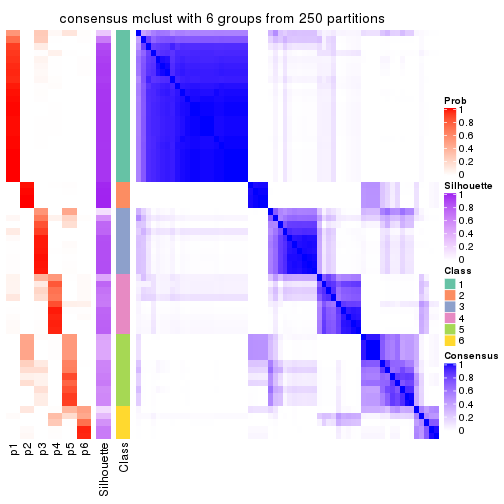 consensus mclust with 6 groups from 250 partitions
Prob
1
0.8
0.6
0.4
0.2
0
Silhouette
1
0.8
0.6
0.4
0.2
0
Class
1
2
3
4
5
6
Consensus
1
0.8
0.6
0.4
0.2
0
p1
p2
p3
p4
p5
p6
Silhouette
Class